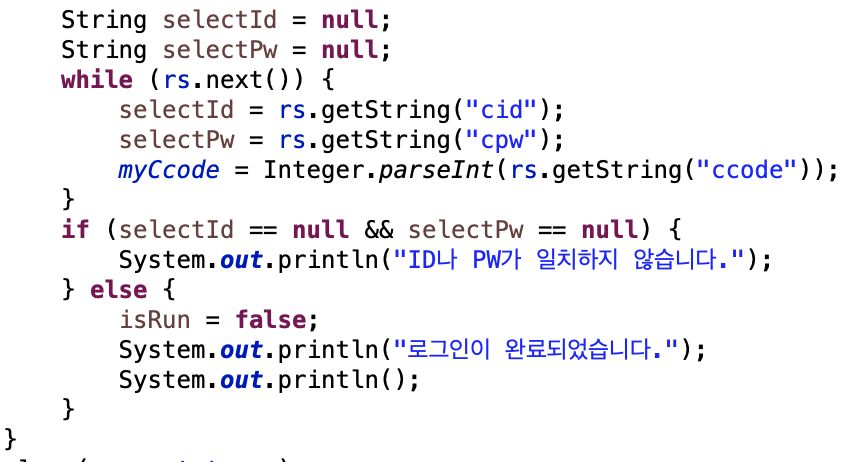 String selectId = null;
String selectPw = null;
while (rs.next()) {
selectId = rs.getString("cid");
selectPw = rs.getString("cpw");
myCcode = Integer.parseInt(rs.getString("ccode"));
}
if (selectId == null && selectPw == null) {
System.out.println("ID나 PW가 일치하지 않습니다.");
} else {
isRun = false;
System.out.println("로그인이 완료되었습니다.");
System.out.println();
}
}